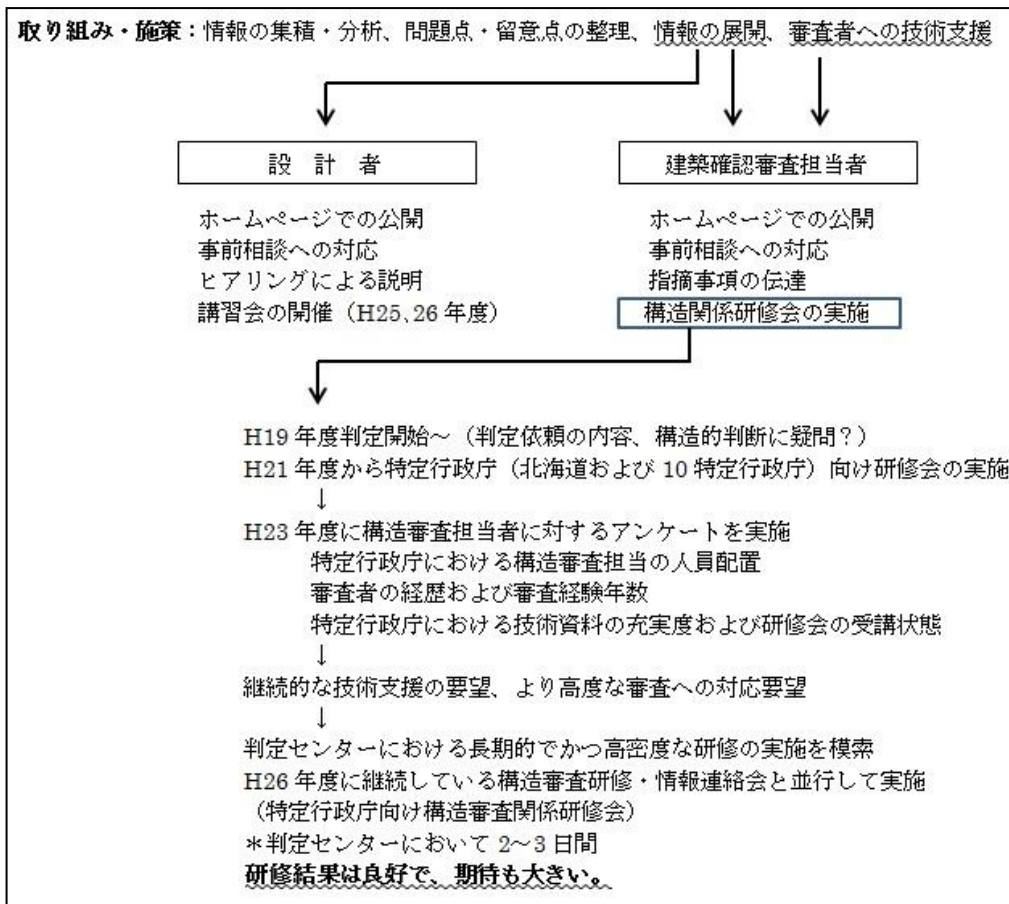 取り組み・施策：情報の集積・分析、問題点・留意点の整理、情報の展開、審査者への技術支援
設 計 者
ホームページでの公開
事前相談への対応
ヒアリングによる説明
講習会の開催（H25、26 年度）
建築確認審査担当者
ホームページでの公開
事前相談への対応
指摘事項の伝達
構造関係研修会の実施
H19 年度判定開始～（判定依頼の内容、構造的判断に疑問？）
H21 年度から特定行政庁（北海道および 10 特定行政庁）向け研修会の実施
↓
H23 年度に構造審査担当者に対するアンケートを実施
特定行政庁における構造審査担当の人員配置
審査者の経歴および審査経験年数
特定行政庁における技術資料の充実度および研修会の受講状態
↓
継続的な技術支援の要望、より高度な審査への対応要望
↓
判定センターにおける長期的でかつ高密度な研修の実施を模索
H26 年度に継続している構造審査研修・情報連絡会と並行して実施
（特定行政庁向け構造審査関係研修会）
＊判定センターにおいて 2～3 日間
研修結果は良好で、期待も大きい。